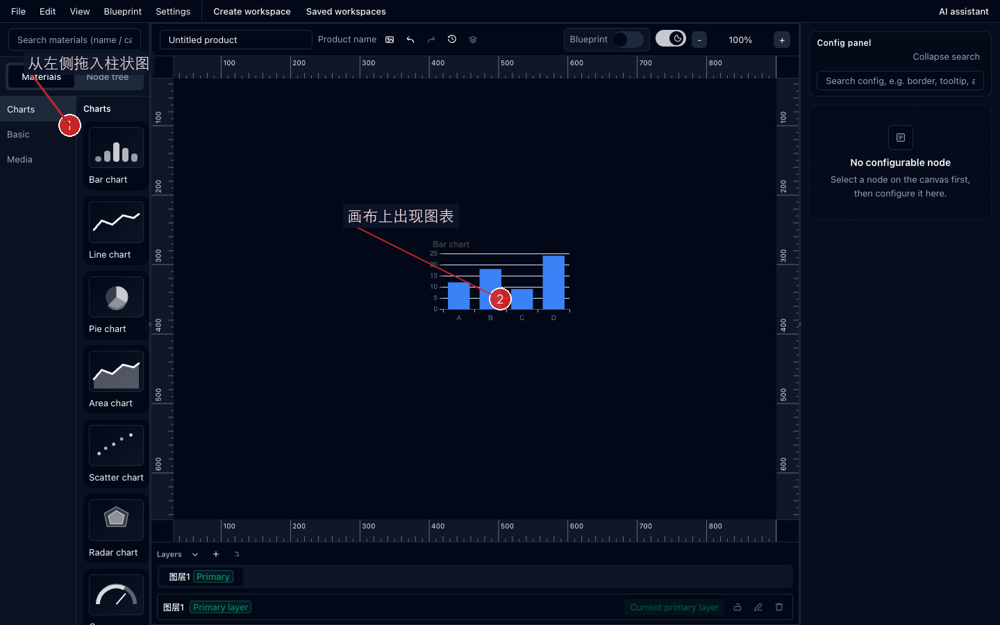 File Edit View Blueprint Settings Create workspace Saved workspaces AI assistant
Search materials (name / ca
Untitled product
Product name
Blueprint
-
100%
+
Config panel
Collapse search
Search config, e.g. border, tooltip, a
从左侧拖入柱状图
Materials
Node tree
Charts
Basic
Media
1
Charts
Bar chart
Line chart
Pie chart
Area chart
Scatter chart
Radar chart
100 200 300 400 500 600 700 800
100
200
300
400
500
600
100
200
300
400
500
600
画布上出现图表
Bar chart
25
20
15
10
5
0
A B C D
2
No configurable node
Select a node on the canvas first,
then configure it here.
100 200 300 400 500 600 700 800
Layers
+
图层1 Primary
图层1 Primary layer
Current primary layer